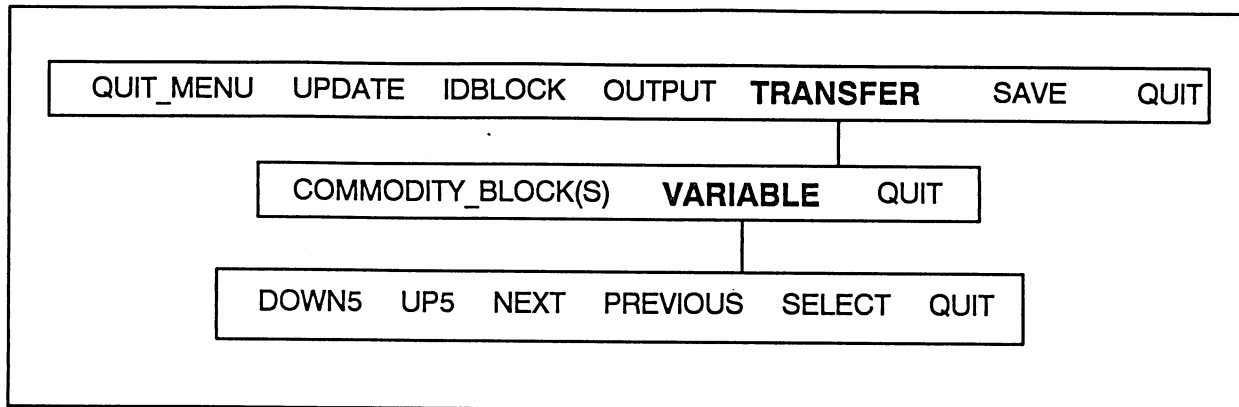 QUIT_MENU UPDATE IDBLOCK OUTPUT TRANSFER SAVE QUIT
COMMODITY_BLOCK(S) VARIABLE QUIT
DOWN5 UP5 NEXT PREVIOUS SELECT QUIT